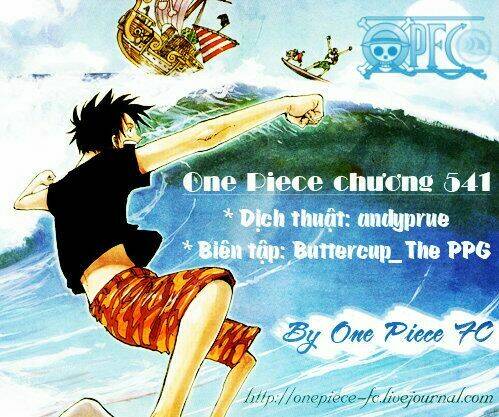 OPFC
One Piece chương 541
* Dịch thuật: andyprue
* Biên tập: Buttercup_The PPG
By One Piece FC
http://onepiece-fc.livejournal.com